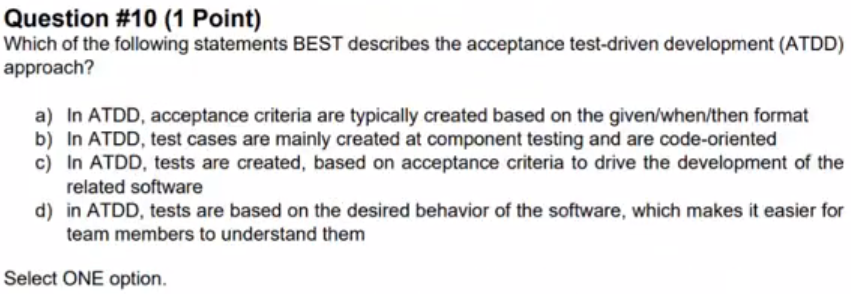 Question #10 (1 Point)
Which of the following statements BEST describes the acceptance test-driven development (ATDD)
approach?
a) In ATDD, acceptance criteria are typically created based on the given/when/then format
b) In ATDD, test cases are mainly created at component testing and are code-oriented
c) In ATDD, tests are created, based on acceptance criteria to drive the development of the
related software
d) in ATDD, tests are based on the desired behavior of the software, which makes it easier for
team members to understand them
Select ONE option.